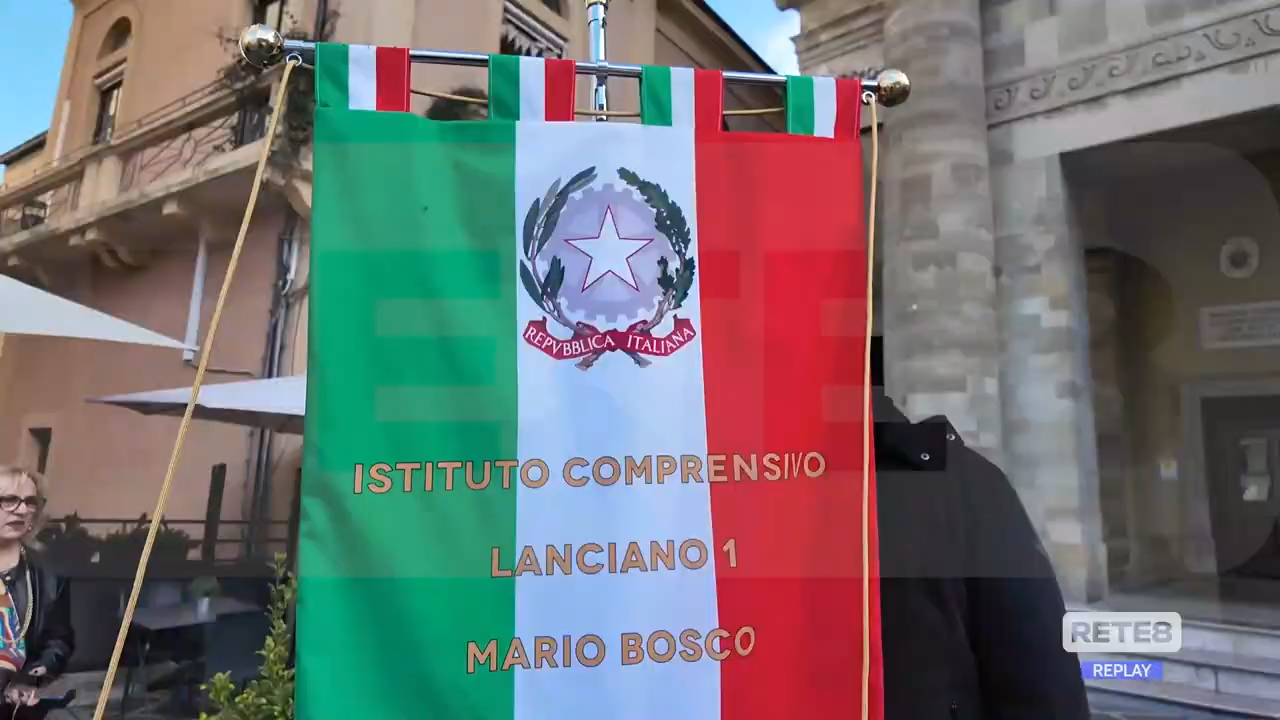 REPVBBLICA ITALIANA
ISTITUTO COMPRENSIVO
LANCIANO 1
MARIO BOSCO
RETE8
REPLAY